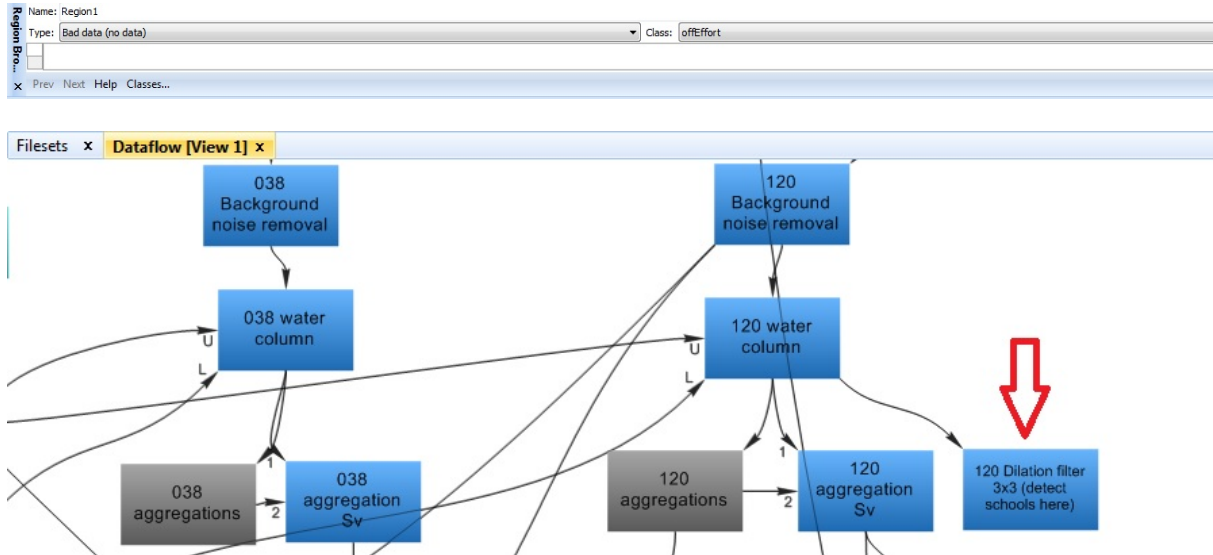 Region Bro...
Name: Region1
Type: Bad data (no data) Class: offEffort
x Prev Next Help Classes...
Filesets x Dataflow [View 1] x
038
Background
noise removal
120
Background
noise removal
038 water
column
U
L
120 water
column
U
L
038
aggregations
1
2
038
aggregation
Sv
120
aggregations
1
2
120
aggregation
Sv
120 Dilation filter
3x3 (detect
schools here)